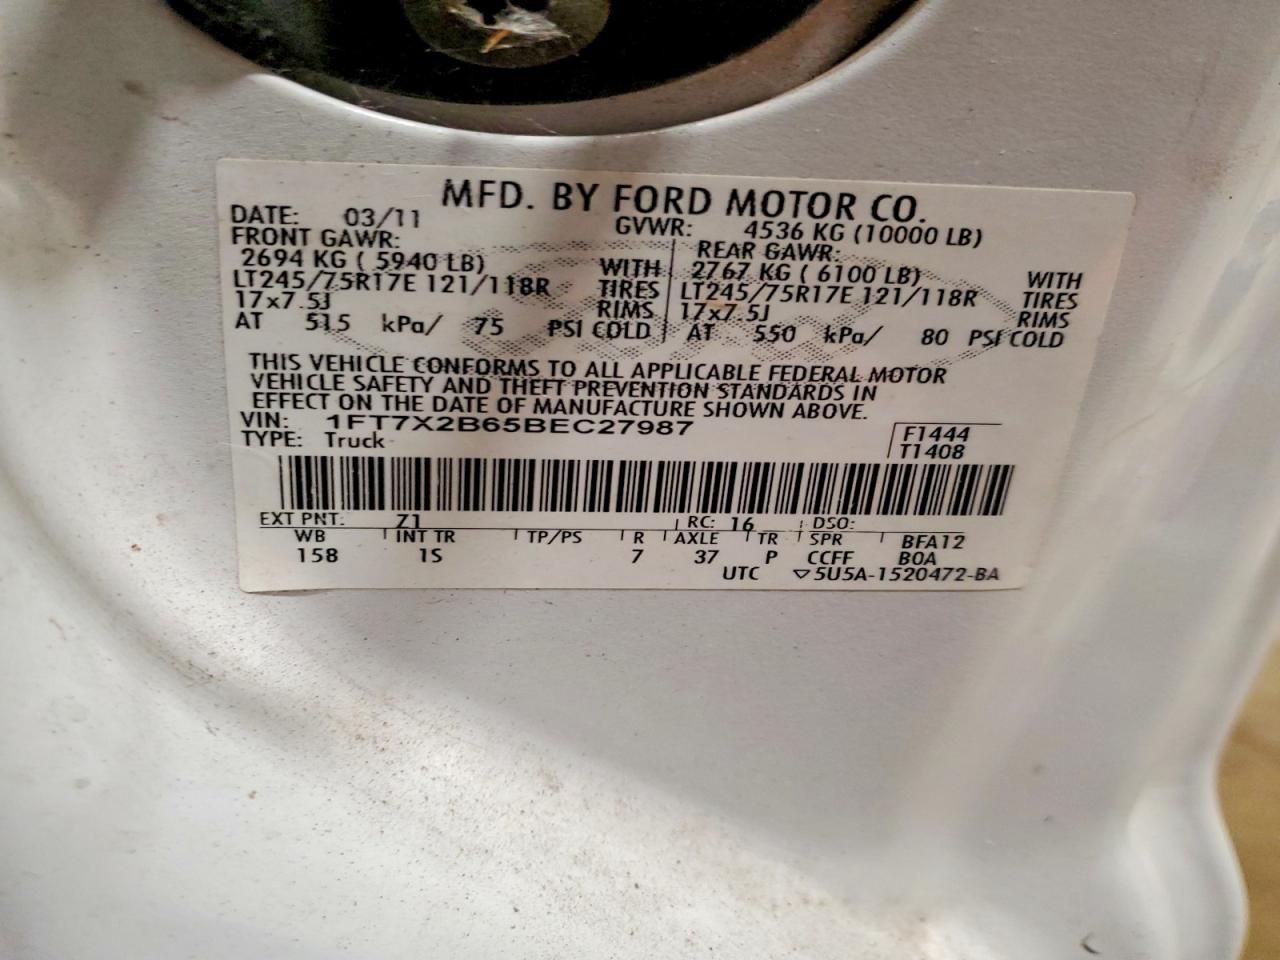 MFD. BY FORD MOTOR CO.
DATE: 03/11 GVWR: 4536 KG (10000 LB)
FRONT GAWR: REAR GAWR:
2694 KG ( 5940 LB) WITH 2767 KG ( 6100 LB) WITH
LT245/75R17E 121/118R TIRES LT245/75R17E 121/118R TIRES
17x7.5J RIMS 17x7.5J RIMS
AT 515 kPa/ 75 PSI COLD AT 550 kPa/ 80 PSI COLD
THIS VEHICLE CONFORMS TO ALL APPLICABLE FEDERAL MOTOR
VEHICLE SAFETY AND THEFT PREVENTION STANDARDS IN
EFFECT ON THE DATE OF MANUFACTURE SHOWN ABOVE.
VIN: 1FT7X2B65BEC27987
TYPE: Truck
F1444
T1408
EXT PNT: Z1 RC: 16 DSO:
WB INT TR TP/PS R AXLE TR SPR BFA12
158 1S 7 37 P CCFF B0A
UTC ▽5U5A-1520472-BA